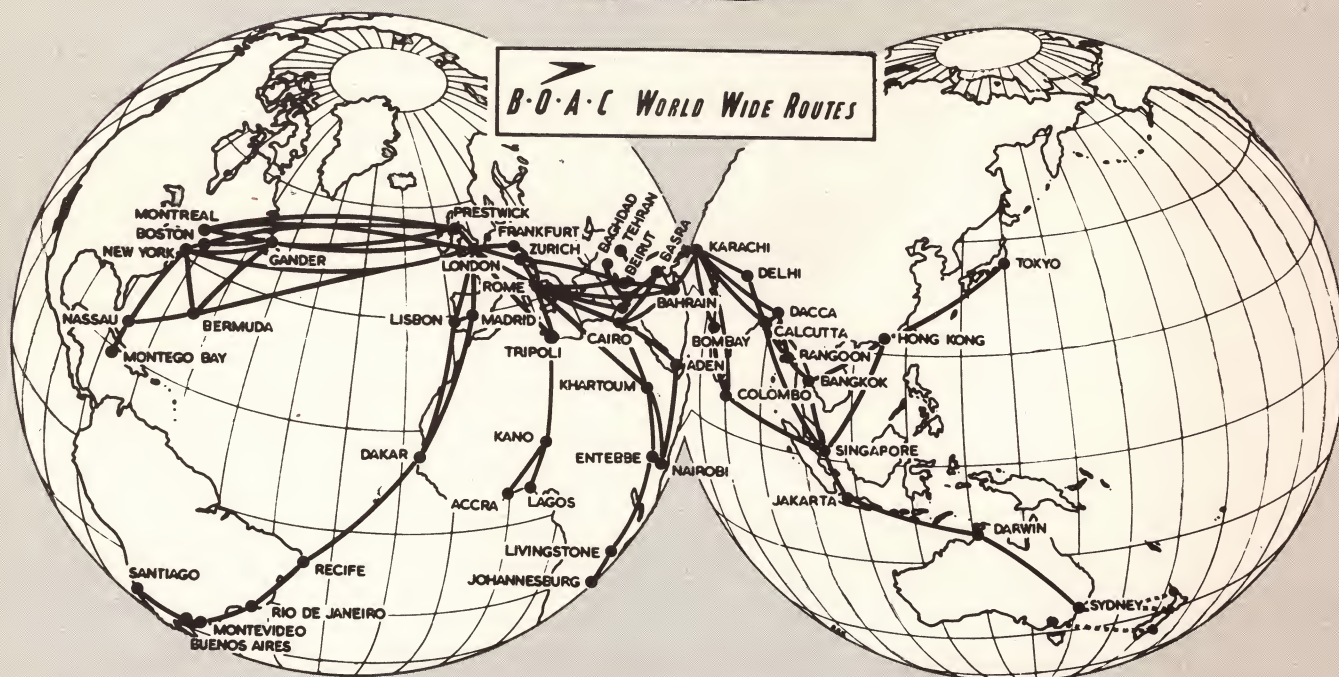 B·O·A·C WORLD WIDE ROUTES
MONTREAL
BOSTON
NEW YORK
GANDER
NASSAU
BERMUDA
MONTEGO BAY
PRESTWICK
FRANKFURT
ZURICH
LONDON
ROME
LISBON
MADRID
TRIPOLI
CAIRO
BAGHDAD
TEHRAN
BEIRUT
BASRA
BAHRAIN
ADEN
KHARTOUM
KANO
DAKAR
ENTEBBE
NAIROBI
ACCRA
LAGOS
LIVINGSTONE
JOHANNESBURG
RECIFE
SANTIAGO
RIO DE JANEIRO
MONTEVIDEO
BUENOS AIRES
KARACHI
DELHI
DACCA
CALCUTTA
BOMBAY
RANGOON
BANGKOK
COLOMBO
HONG KONG
TOKYO
SINGAPORE
JAKARTA
DARWIN
SYDNEY